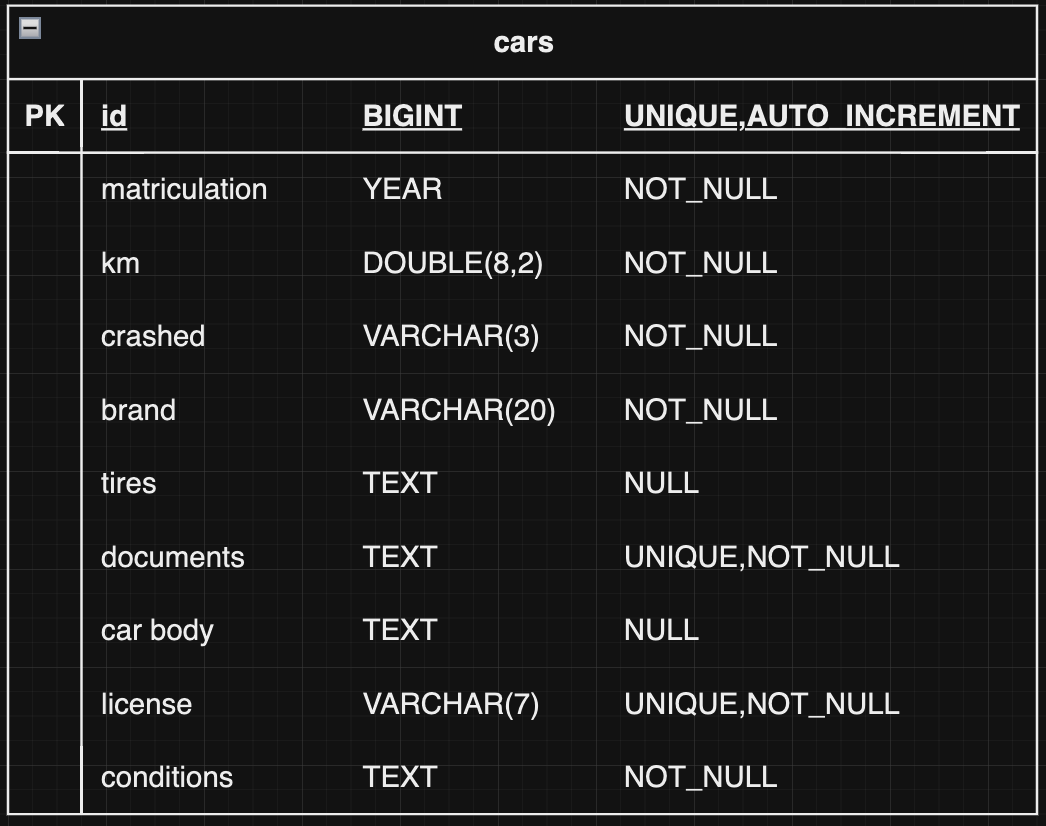 cars
PK id BIGINT UNIQUE,AUTO_INCREMENT
matriculation YEAR NOT_NULL
km DOUBLE(8,2) NOT_NULL
crashed VARCHAR(3) NOT_NULL
brand VARCHAR(20) NOT_NULL
tires TEXT NULL
documents TEXT UNIQUE,NOT_NULL
car body TEXT NULL
license VARCHAR(7) UNIQUE,NOT_NULL
conditions TEXT NOT_NULL